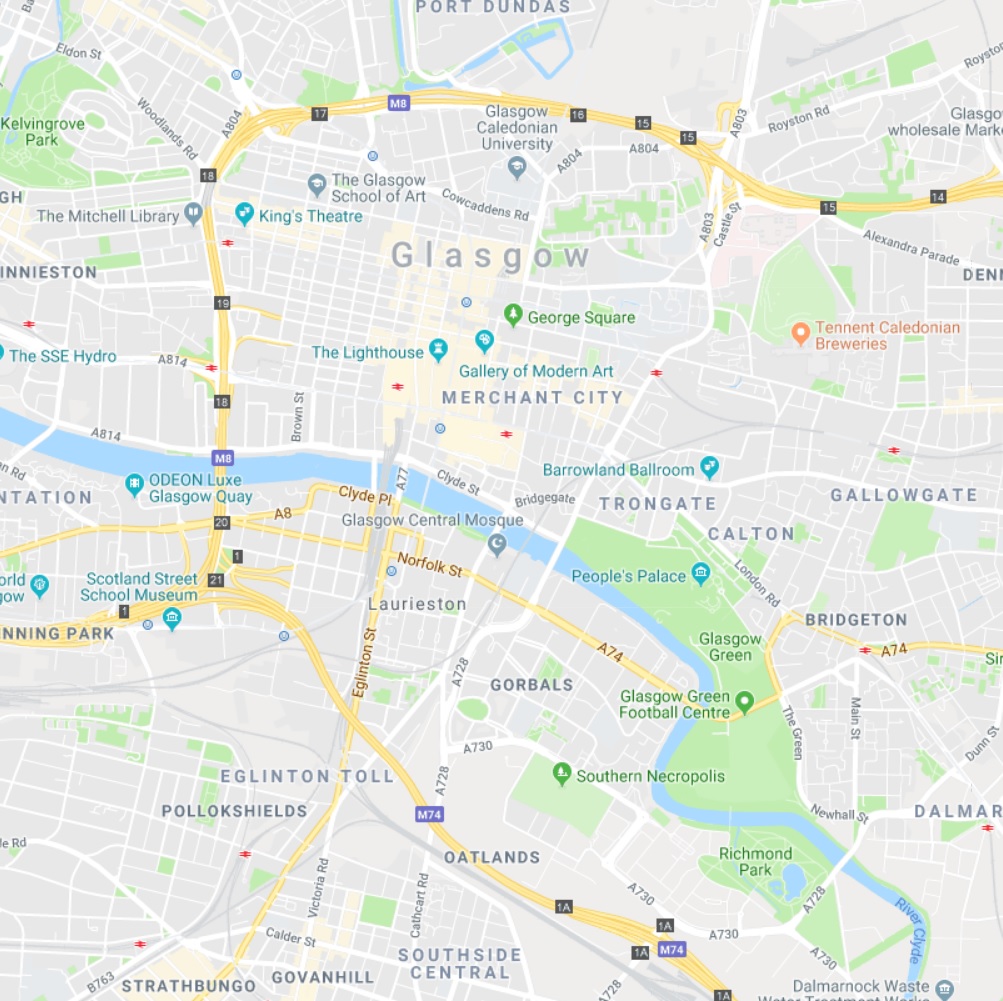 PORT DUNDAS
Eldon St
Royston
M8
17
16
15
15
Glasgow
Caledonian
University
A803
Royston Rd
Glasgo
wholesale Mark
Woodlands Rd
A804
Kelvingrove
Park
A804
A804
18
The Glasgow
School of Art
14
GH
The Mitchell Library
King's Theatre
Cowcaddens Rd
15
A803
Castle St
Alexandra Parade
Glasgow
INNIESTON
DENN
19
George Square
Tennent Caledonian
Breweries
The SSE Hydro
A814
The Lighthouse
Gallery of Modern Art
MERCHANT CITY
18
Brown St
A814
M8
Barrowland Ballroom
an Rd
NTATION
ODEON Luxe
Glasgow Quay
A77
Clyde St
Bridgegate
Clyde Pl
TRONGATE
GALLOWGATE
20
A8
Glasgow Central Mosque
CALTON
1
Norfolk St
orld
gow
Scotland Street
School Museum
21
People's Palace
London Rd
1
Laurieston
BRIDGETON
NNING PARK
Glasgow
Green
A74
Sin
A74
Eglinton St
A728
GORBALS
Glasgow Green
Football Centre
The Green
Main St
A730
Dunn St
EGLINTON TOLL
A728
Southern Necropolis
POLLOKSHIELDS
M74
Newhall St
DALMAR
le Rd
OATLANDS
Richmond
Park
Victoria Rd
Cathcart Rd
A730
A728
1A
River Clyde
1A
Calder St
1A
M74
A730
SOUTHSIDE
CENTRAL
A730
B763
STRATHBUNGO
GOVANHILL
A728
1A
Dalmarnock Waste
Water Treatment Works